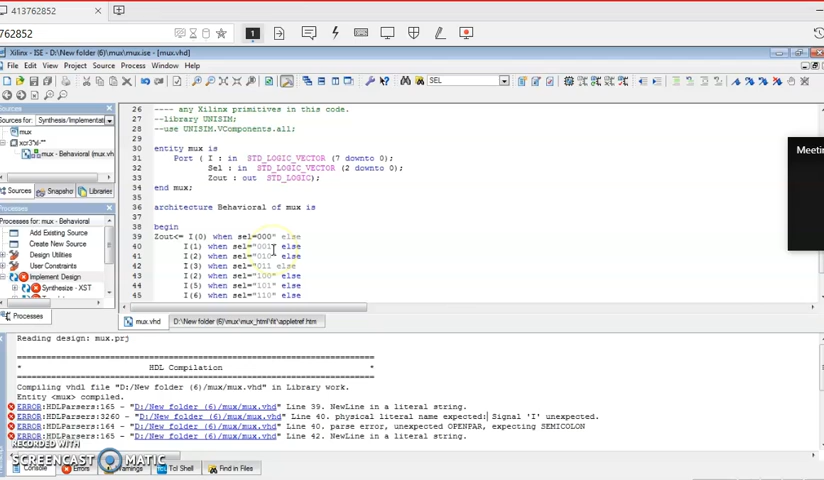 413762852
762852
1
Xilinx - ISE - D:\New folder (6)\mux\mux.ise - [mux.vhd]
File Edit View Project Source Process Window Help
SEL
Sources
Sources for: Synthesis/Implementat
mux
xcr3*xl-**
mux - Behavioral (mux.vh
Sources Snapsho Libraries
Processes
Processes for: mux - Behavioral
Add Existing Source
Create New Source
Design Utilities
User Constraints
Implement Design
Synthesize - XST
Processes
26 ---- any Xilinx primitives in this code.
27 --library UNISIM;
28 --use UNISIM.VComponents.all;
29
30 entity mux is
31 Port ( I : in STD_LOGIC_VECTOR (7 downto 0);
32 Sel : in STD_LOGIC_VECTOR (2 downto 0);
33 Zout : out STD_LOGIC);
34 end mux;
35
36 architecture Behavioral of mux is
37
38 begin
39 Zout<= I(0) when sel=000" else
40 I(1) when sel="001" else
41 I(2) when sel="010" else
42 I(3) when sel="011 else
43 I(2) when sel="100" else
44 I(5) when sel="101" else
45 I(6) when sel="110" else
mux.vhd D:\New folder (6)\mux\mux_html\fit\appletref.htm
Meetin
Reading design: mux.prj
* HDL Compilation *
Compiling vhdl file "D:/New folder (6)/mux/mux.vhd" in Library work.
Entity <mux> compiled.
ERROR:HDLParsers:165 - "D:/New folder (6)/mux/mux.vhd" Line 39. NewLine in a literal string.
ERROR:HDLParsers:3260 - "D:/New folder (6)/mux/mux.vhd" Line 40. physical literal name expected: Signal 'I' unexpected.
ERROR:HDLParsers:164 - "D:/New folder (6)/mux/mux.vhd" Line 40. parse error, unexpected OPENPAR, expecting SEMICOLON
ERROR:HDLParsers:165 - "D:/New folder (6)/mux/mux.vhd" Line 42. NewLine in a literal string.
RECORDED WITH
SCREENCAST MATIC
Console Errors Warnings Tcl Shell Find in Files